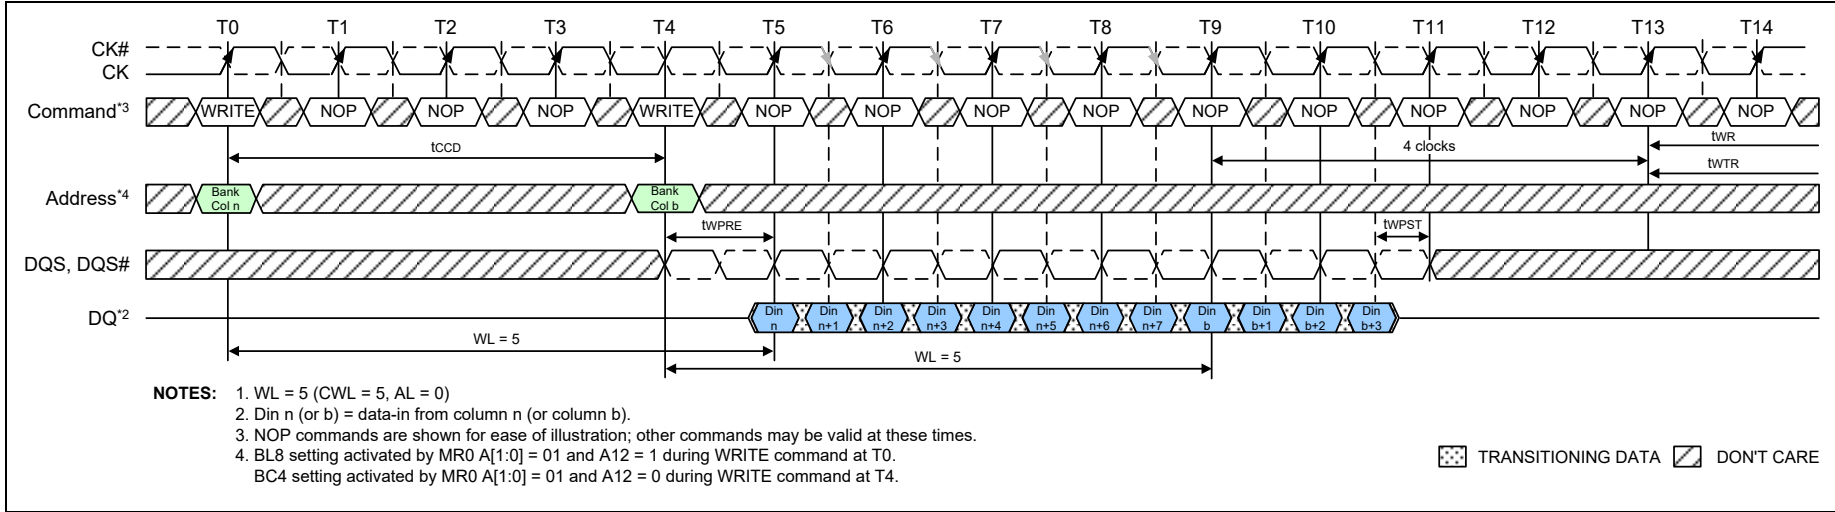 T0 T1 T2 T3 T4 T5 T6 T7 T8 T9 T10 T11 T12 T13 T14
CK#
CK
Command*3 WRITE NOP NOP NOP WRITE NOP NOP NOP NOP NOP NOP NOP NOP NOP NOP
tCCD 4 clocks tWR
tWTR
Address*4 Bank Col n Bank Col b
tWPRE tWPST
DQS, DQS#
DQ*2 Din n Din n+1 Din n+2 Din n+3 Din n+4 Din n+5 Din n+6 Din n+7 Din b Din b+1 Din b+2 Din b+3
WL = 5
WL = 5
NOTES: 1. WL = 5 (CWL = 5, AL = 0)
2. Din n (or b) = data-in from column n (or column b).
3. NOP commands are shown for ease of illustration; other commands may be valid at these times.
4. BL8 setting activated by MR0 A[1:0] = 01 and A12 = 1 during WRITE command at T0.
BC4 setting activated by MR0 A[1:0] = 01 and A12 = 0 during WRITE command at T4.
TRANSITIONING DATA DON'T CARE